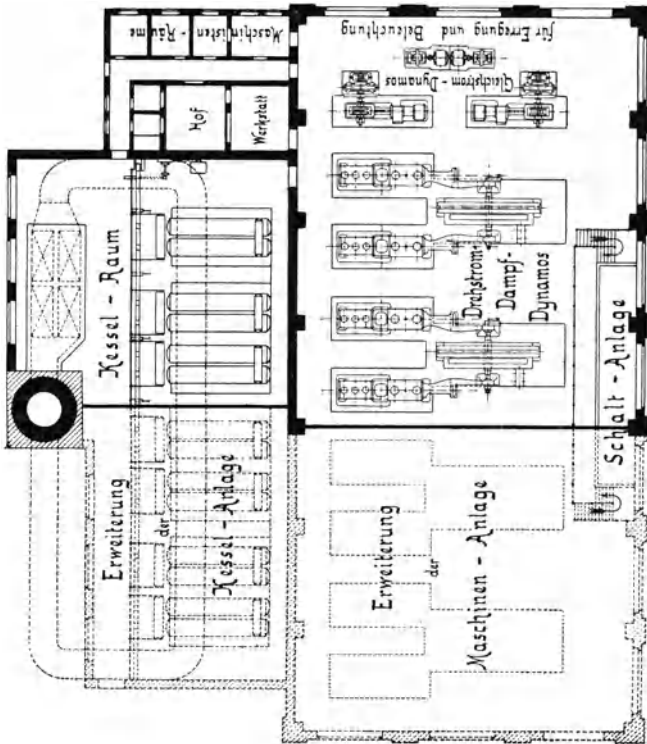 Maschinisten - Räume
für Erregung und Beleuchtung
Gleichstrom - Dynamos
Hof
Werkstatt
Kessel - Raum
Drehstrom-
Dampf-
Dynamos
Schalt - Anlage
Erweiterung
der
Kessel - Anlage
Erweiterung
der
Maschinen - Anlage